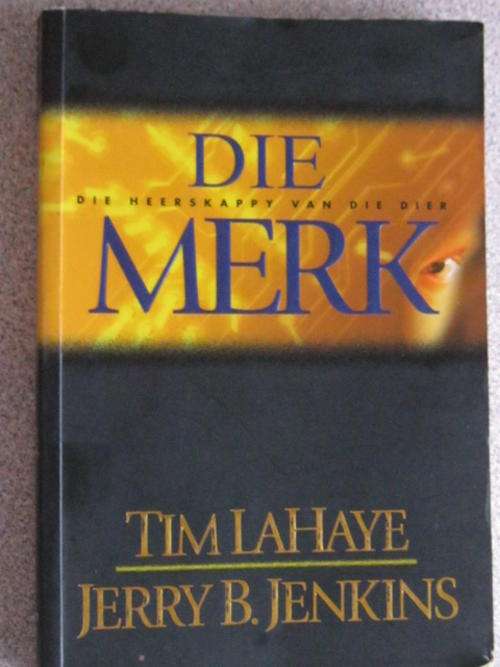 DIE
DIE HEERSKAPPY VAN DIE DIER
MERK
TIM LAHAYE
JERRY B. JENKINS